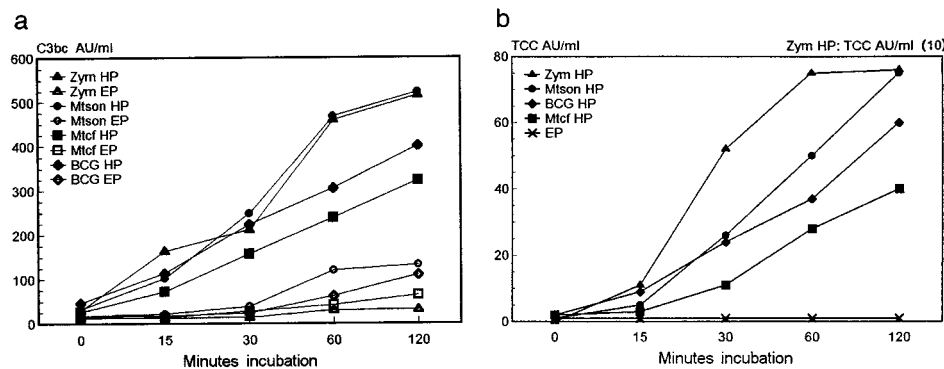 a
C3bc AU/ml
600
500
400
300
200
100
0
Zym HP
Zym EP
Mtson HP
Mtson EP
Mtcf HP
Mtcf EP
BCG HP
BCG EP
0 15 30 60 120
Minutes incubation
b
TCC AU/ml Zym HP: TCC AU/ml (10)
80
60
40
20
0
Zym HP
Mtson HP
BCG HP
Mtcf HP
EP
0 15 30 60 120
Minutes incubation